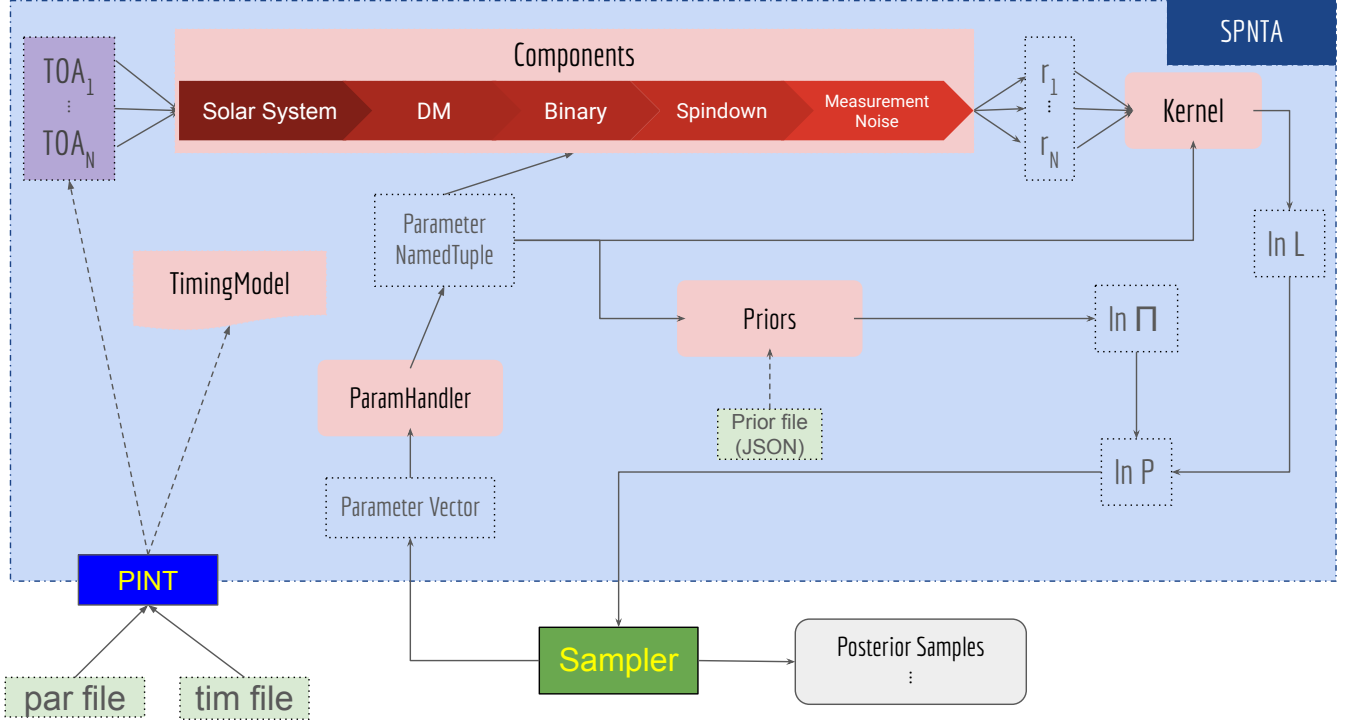 SPNTA
TOA1
⋮
TOAN
Components
Solar System
DM
Binary
Spindown
Measurement
Noise
r1
⋮
rN
Kernel
Parameter
NamedTuple
ln L
TimingModel
Priors
ln Π
ParamHandler
Prior file
(JSON)
ln P
Parameter Vector
PINT
Sampler
Posterior Samples
⋮
par file
tim file